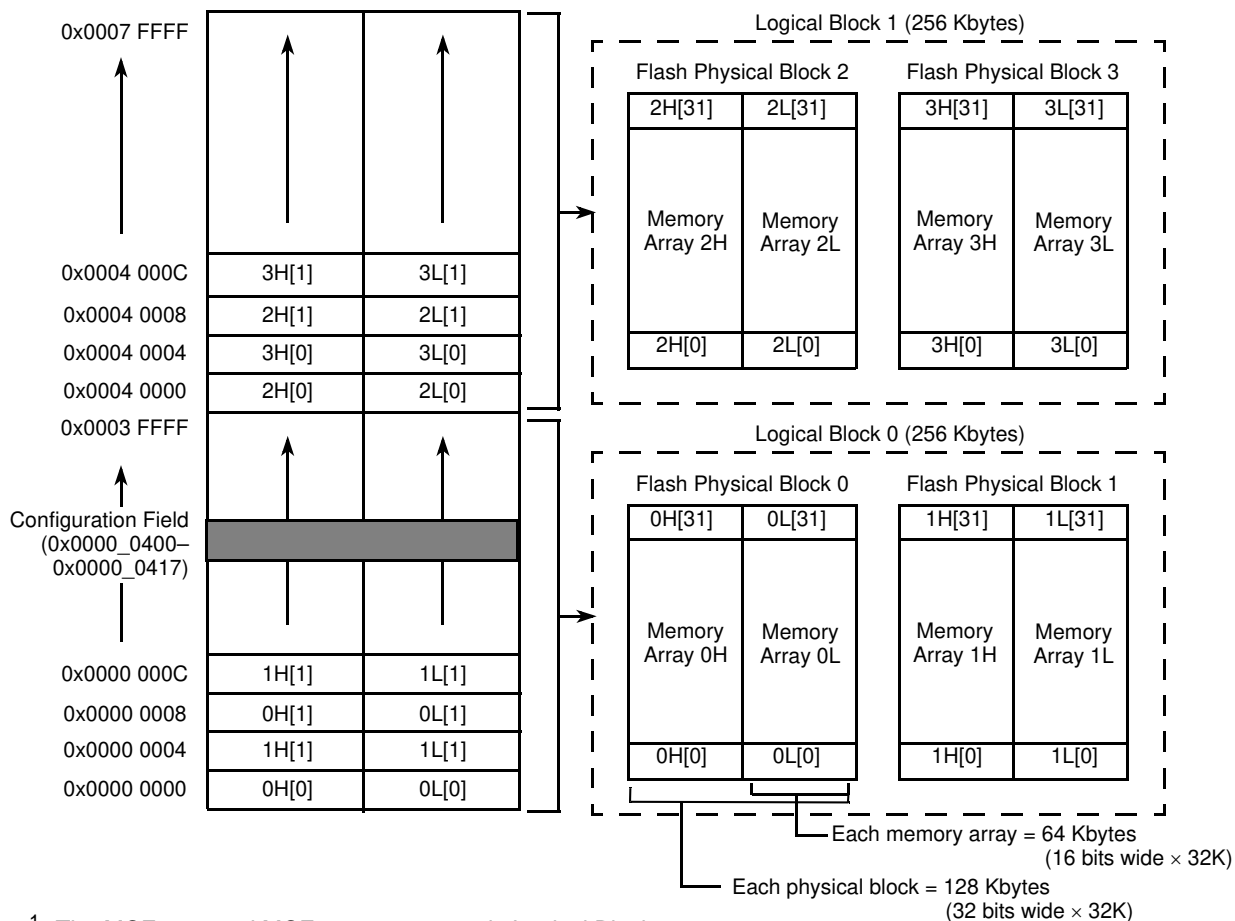 0x0007 FFFF
0x0004 000C 3H[1] 3L[1]
0x0004 0008 2H[1] 2L[1]
0x0004 0004 3H[0] 3L[0]
0x0004 0000 2H[0] 2L[0]
0x0003 FFFF
Configuration Field
(0x0000_0400–
0x0000_0417)
0x0000 000C 1H[1] 1L[1]
0x0000 0008 0H[1] 0L[1]
0x0000 0004 1H[1] 1L[1]
0x0000 0000 0H[0] 0L[0]
Logical Block 1 (256 Kbytes)
Flash Physical Block 2 Flash Physical Block 3
2H[31] 2L[31] 3H[31] 3L[31]
Memory Memory Memory Memory
Array 2H Array 2L Array 3H Array 3L
2H[0] 2L[0] 3H[0] 3L[0]
Logical Block 0 (256 Kbytes)
Flash Physical Block 0 Flash Physical Block 1
0H[31] 0L[31] 1H[31] 1L[31]
Memory Memory Memory Memory
Array 0H Array 0L Array 1H Array 1L
0H[0] 0L[0] 1H[0] 1L[0]
Each memory array = 64 Kbytes
(16 bits wide × 32K)
Each physical block = 128 Kbytes
(32 bits wide × 32K)
1